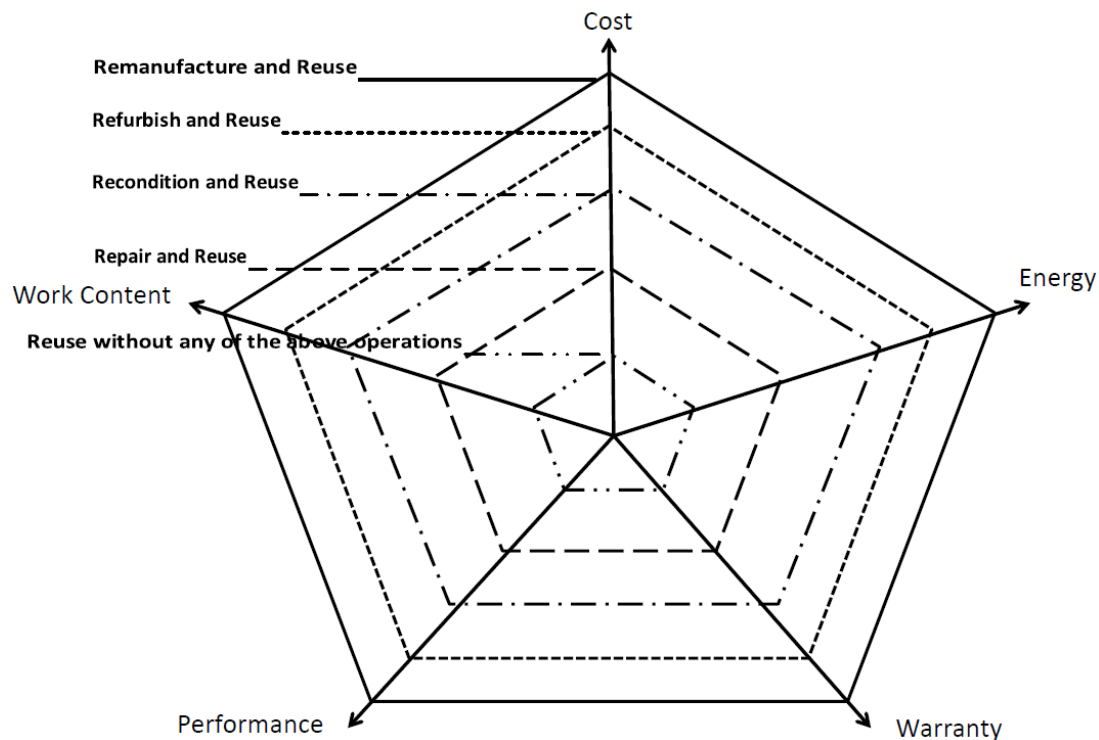 Cost
Remanufacture and Reuse
Refurbish and Reuse
Recondition and Reuse
Repair and Reuse
Energy
Work Content
Reuse without any of the above operations
Performance
Warranty